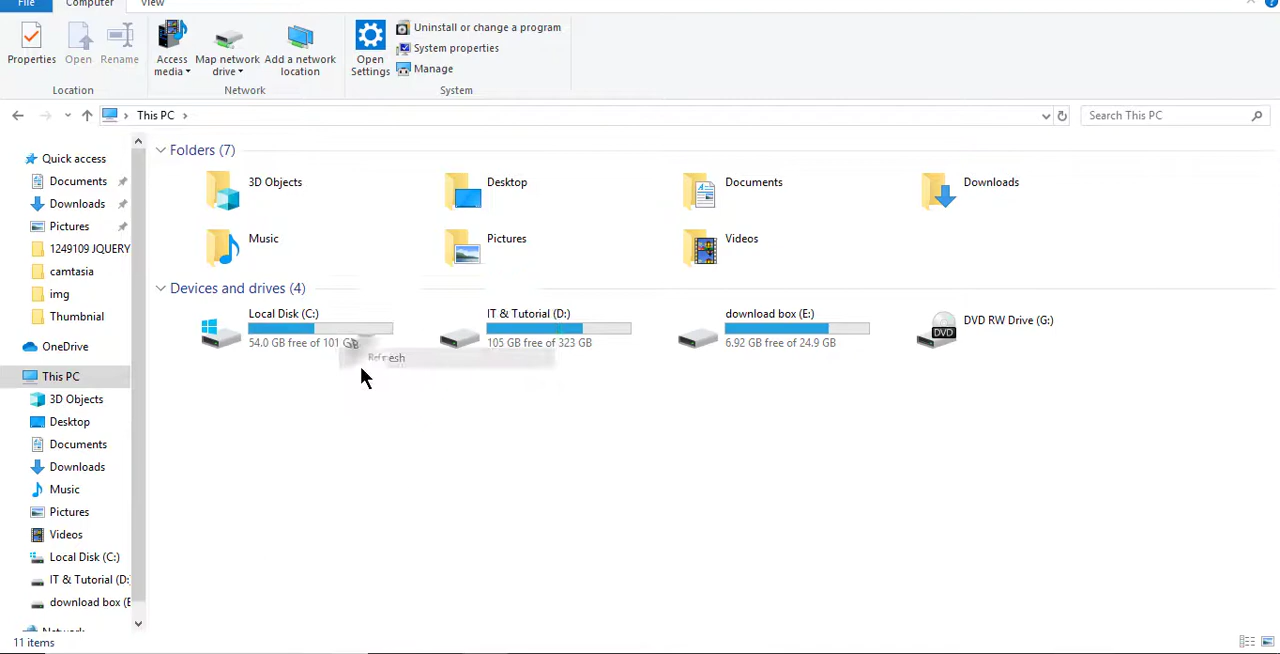 File Computer View
Properties Open Rename Access media Map network drive Add a network location Open Settings Uninstall or change a program
System properties
Manage
Location Network System
This PC Search This PC
Quick access
Documents
Downloads
Pictures
1249109 JQUERY
camtasia
img
Thumbnial
OneDrive
This PC
3D Objects
Desktop
Documents
Downloads
Music
Pictures
Videos
Local Disk (C:)
IT & Tutorial (D:
download box (E
Network
Folders (7)
3D Objects Desktop Documents Downloads
Music Pictures Videos
Devices and drives (4)
Local Disk (C:) IT & Tutorial (D:) download box (E:) DVD RW Drive (G:)
DVD
54.0 GB free of 101 GB 105 GB free of 323 GB 6.92 GB free of 24.9 GB
Refresh
11 items